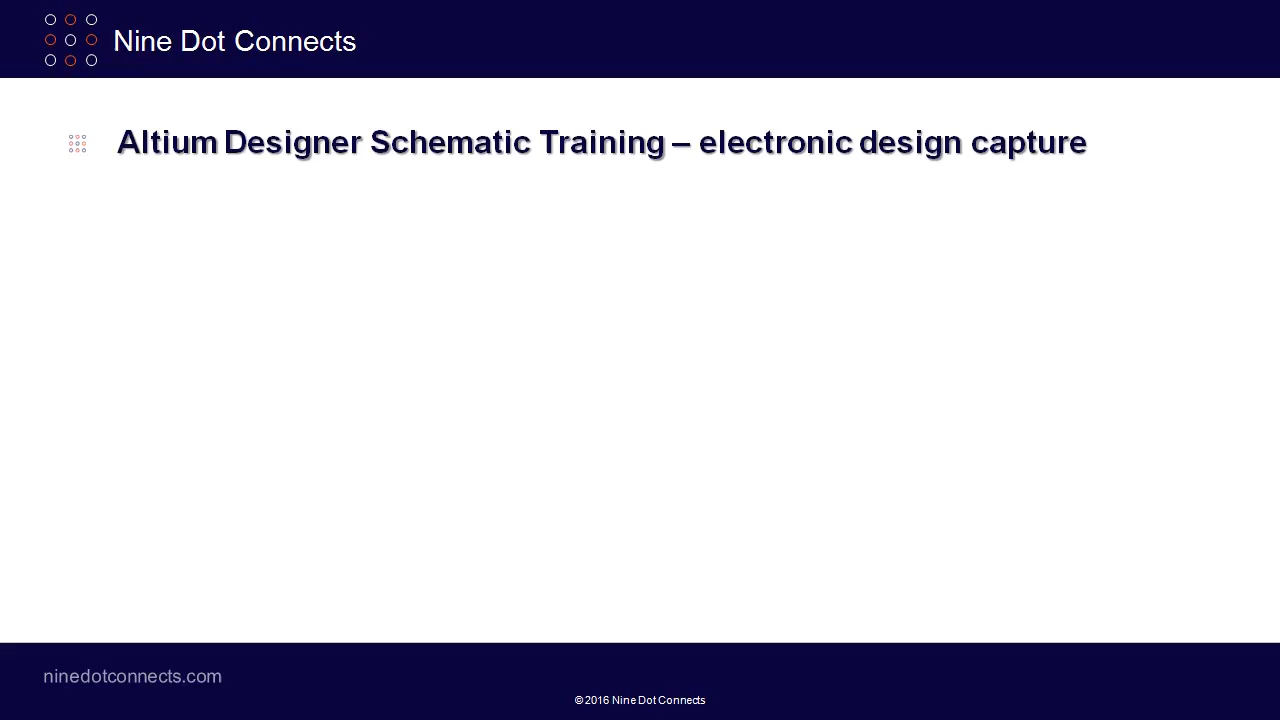 Nine Dot Connects
Altium Designer Schematic Training – electronic design capture
ninedotconnects.com
©2016 Nine Dot Connects